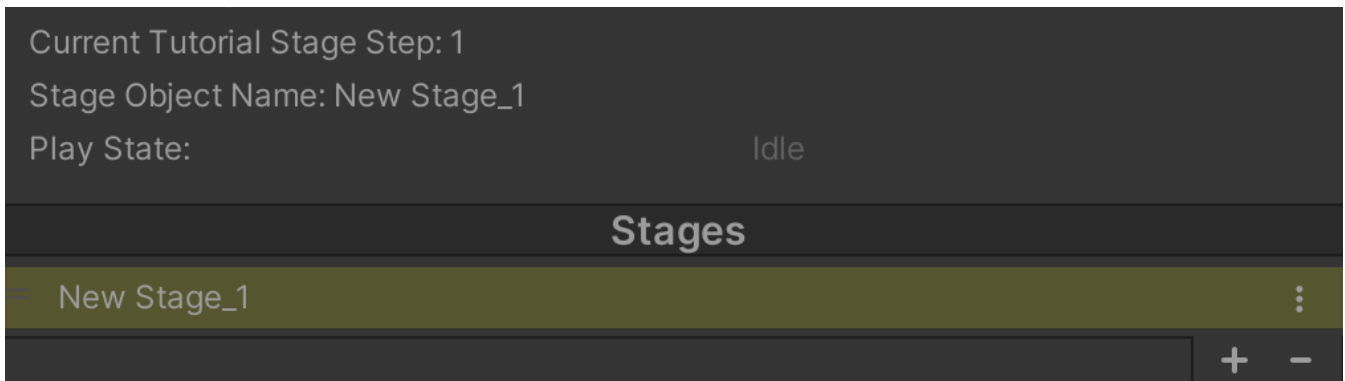 Current Tutorial Stage Step: 1
Stage Object Name: New Stage_1
Play State: Idle
Stages
New Stage_1
+ -